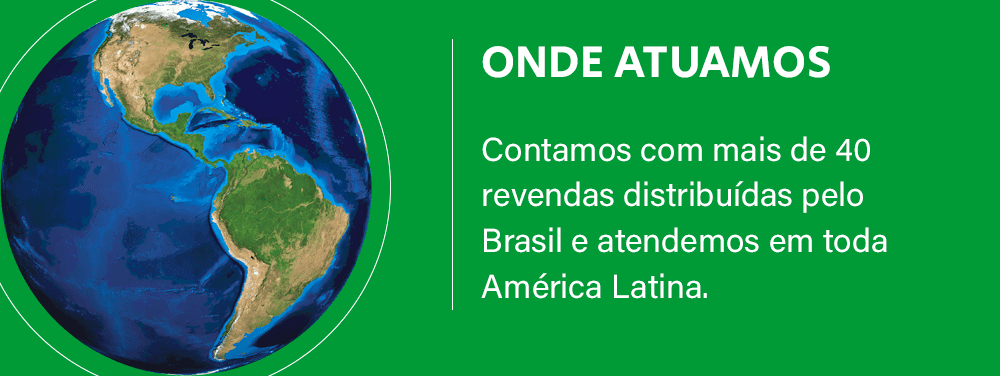 ONDE ATUAMOS
Contamos com mais de 40
revendas distribuídas pelo
Brasil e atendemos em toda
América Latina.